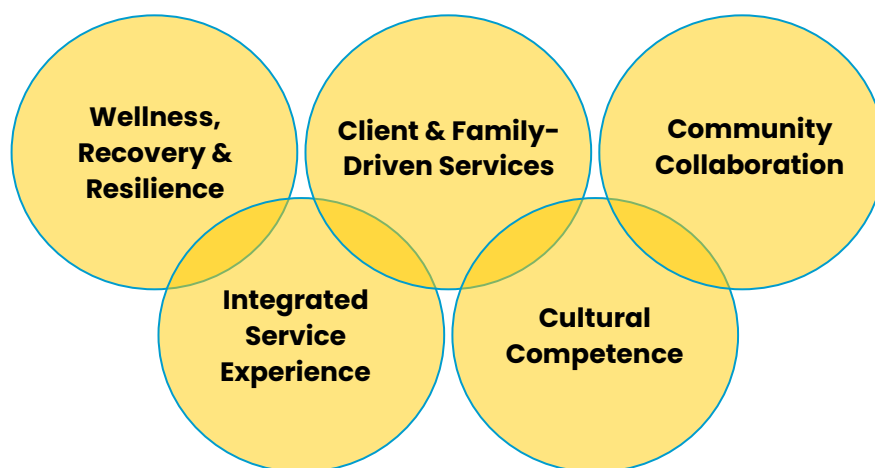 Wellness,
Recovery &
Resilience
Client & Family-
Driven Services
Community
Collaboration
Integrated
Service
Experience
Cultural
Competence